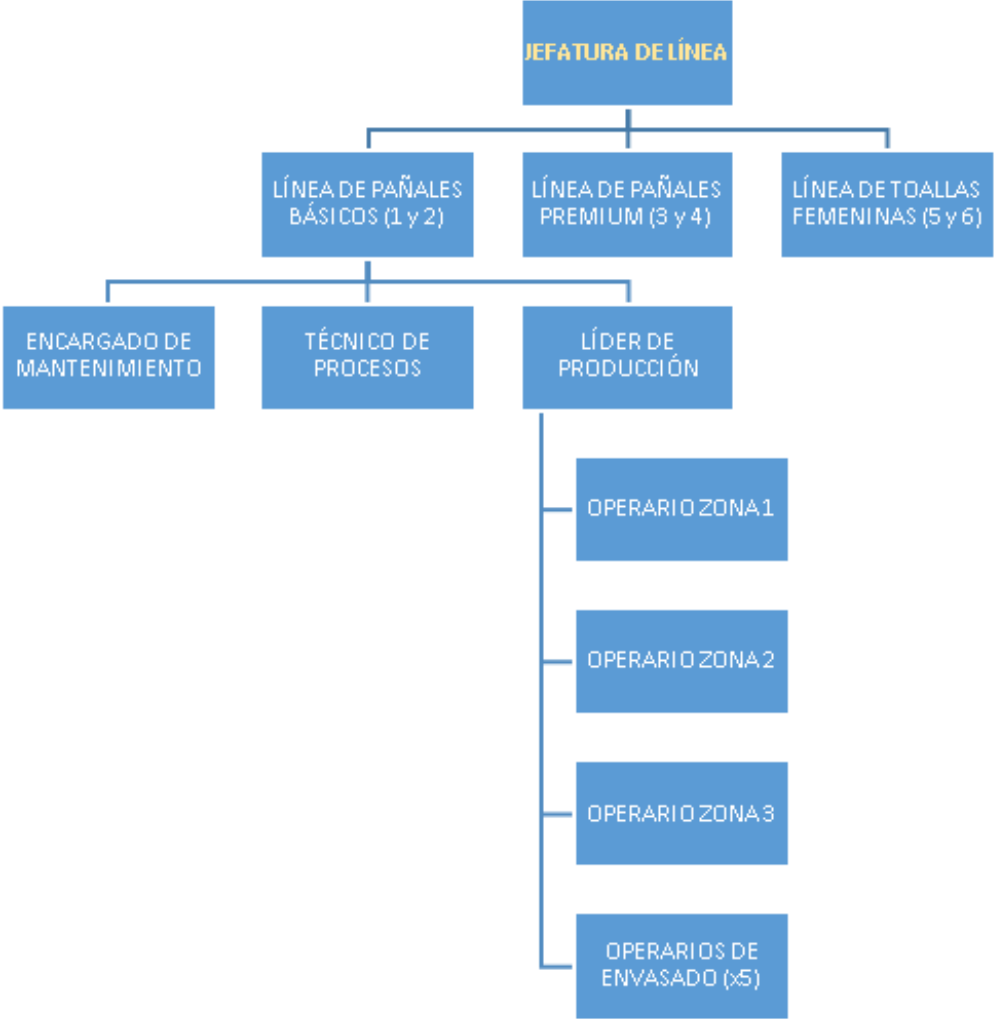 JEFATURA DE LÍNEA
LÍNEA DE PAÑALES
BÁSICOS (1 y 2)
LÍNEA DE PAÑALES
PREMIUM (3 y 4)
LÍNEA DE TOALLAS
FEMENINAS (5 y 6)
ENCARGADO DE
MANTENIMIENTO
TÉCNICO DE
PROCESOS
LÍDER DE
PRODUCCIÓN
OPERARIO ZONA 1
OPERARIO ZONA 2
OPERARIO ZONA 3
OPERARIOS DE
ENVASADO (x5)